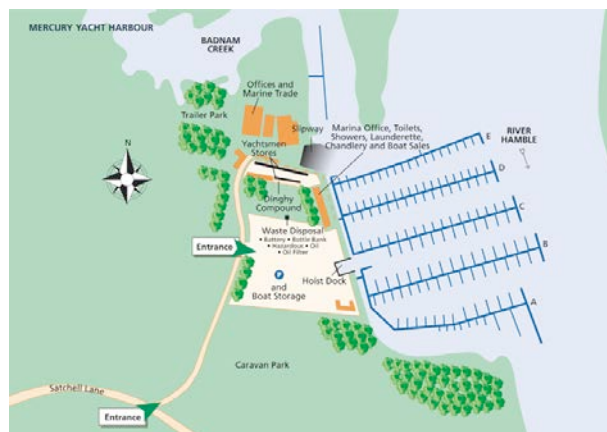 MERCURY YACHT HARBOUR
BADNAM
CREEK
Offices and
Marine Trade
Trailer Park
Slipway
Marina Office, Toilets,
Showers, Launderette,
Chandlery and Boat Sales
Yachtsmen
Stores
E
RIVER
HAMBLE
N
D
Dinghy
Compound
C
Waste Disposal
• Battery • Bottle Bank
• Hazardous • Oil
• Oil Filter
Entrance
B
Hoist Dock
P
and
Boat Storage
A
Caravan Park
Satchell Lane
Entrance